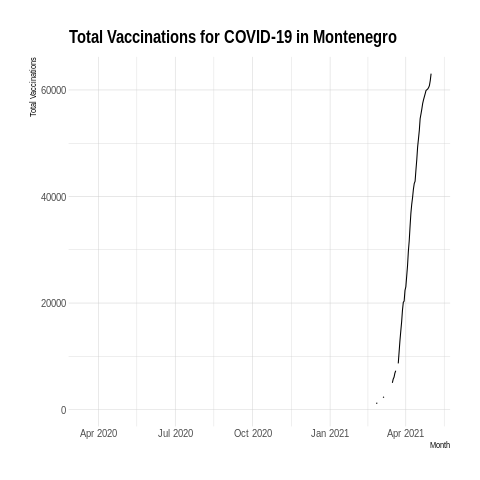 Total Vaccinations for COVID-19 in Montenegro
Total Vaccinations
60000
40000
20000
0
Apr 2020
Jul 2020
Oct 2020
Jan 2021
Apr 2021
Month